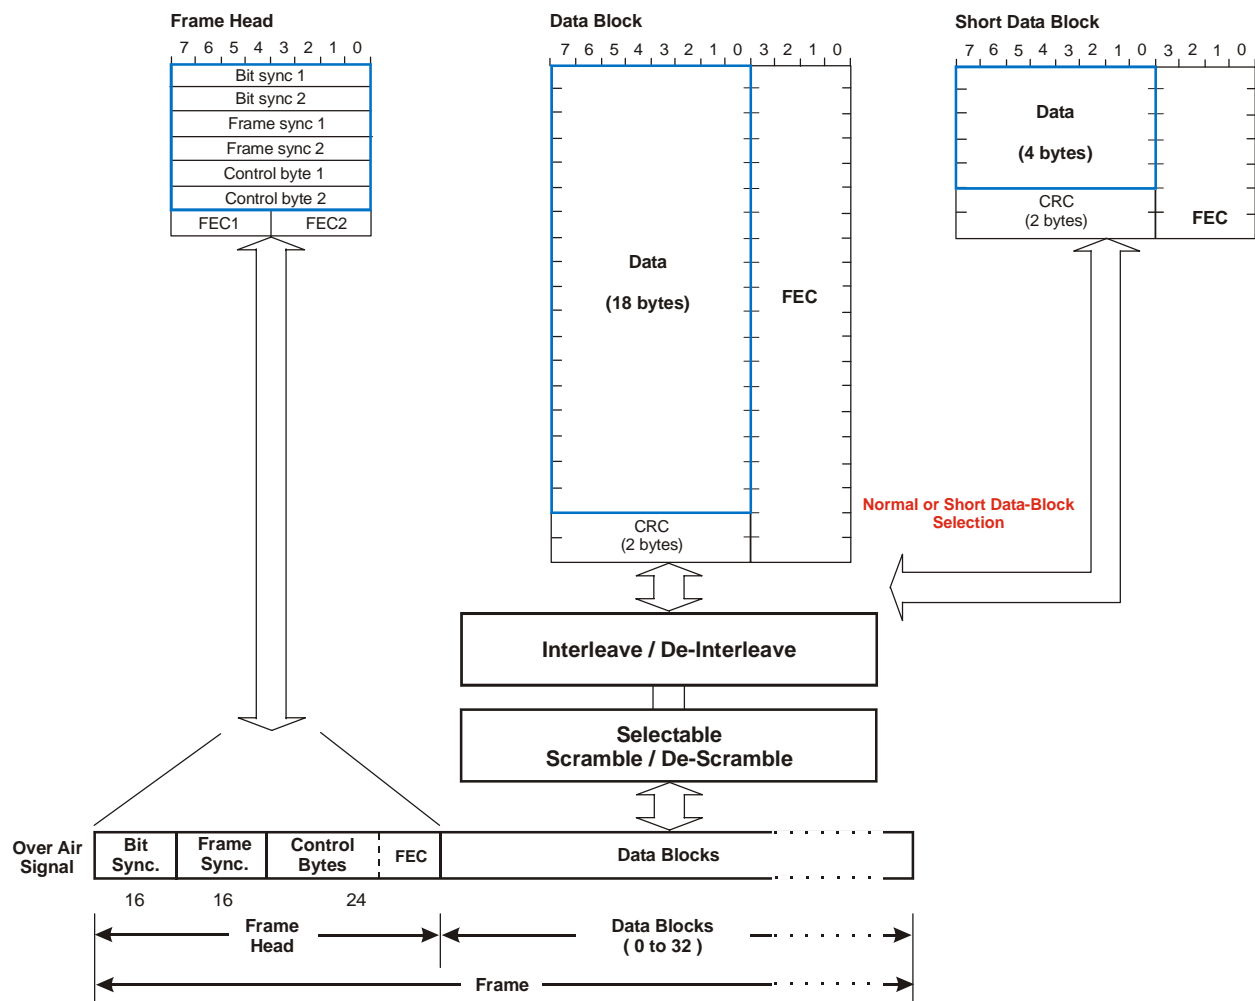 Frame Head
7 6 5 4 3 2 1 0
Bit sync 1
Bit sync 2
Frame sync 1
Frame sync 2
Control byte 1
Control byte 2
FEC1 FEC2
Data Block
7 6 5 4 3 2 1 0 3 2 1 0
Data
(18 bytes)
FEC
CRC
(2 bytes)
Short Data Block
7 6 5 4 3 2 1 0 3 2 1 0
Data
(4 bytes)
CRC
(2 bytes)
FEC
Normal or Short Data-Block
Selection
Interleave / De-Interleave
Selectable
Scramble / De-Scramble
Over Air
Signal
Bit
Sync.
Frame
Sync.
Control
Bytes
FEC
Data Blocks
16 16 24
Frame
Head
Data Blocks
( 0 to 32 )
Frame